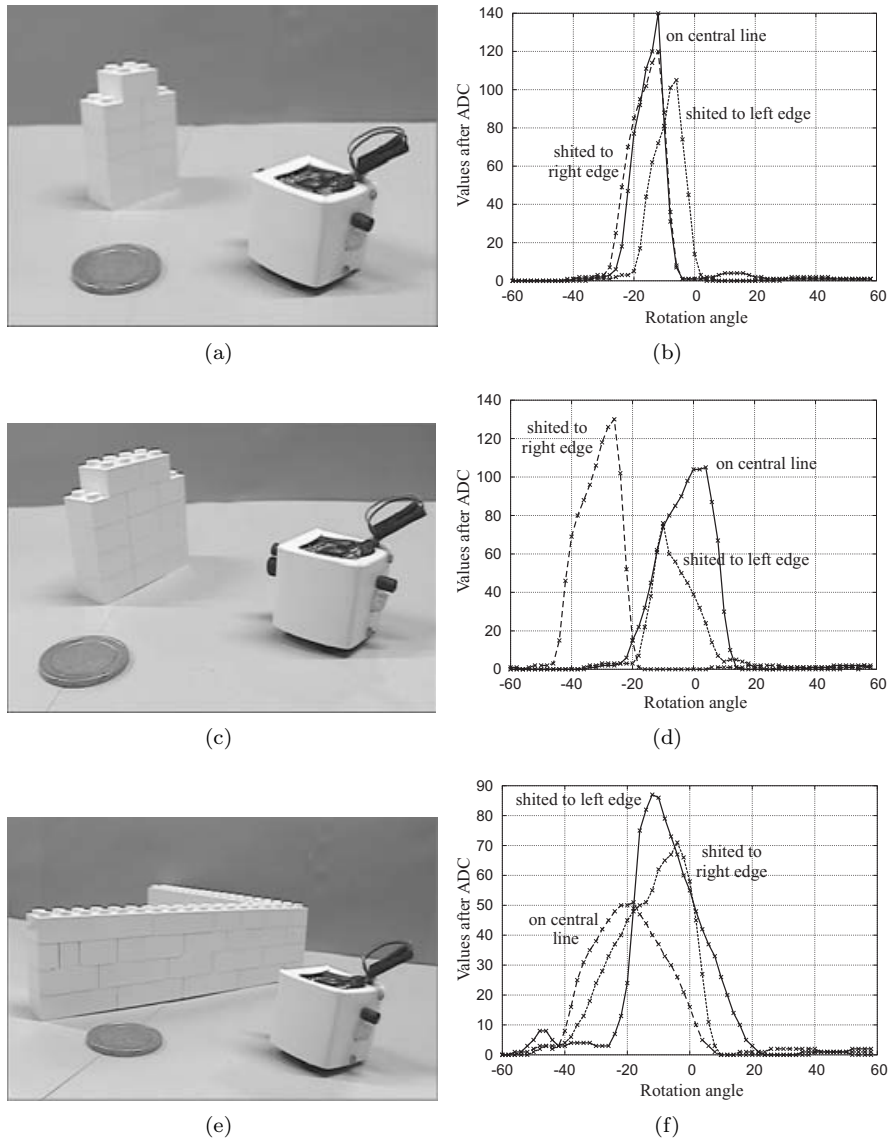 140
120
100
80
60
40
20
0
-60 -40 -20 0 20 40 60
Values after ADC
Rotation angle
on central line
shited to left edge
shited to
right edge
(a)
(b)
140
120
100
80
60
40
20
0
-60 -40 -20 0 20 40 60
Values after ADC
Rotation angle
shited to
right edge
on central line
shited to left edge
(c)
(d)
90
80
70
60
50
40
30
20
10
0
-60 -40 -20 0 20 40 60
Values after ADC
Rotation angle
shited to left edge
shited to
right edge
on central
line
(e)
(f)